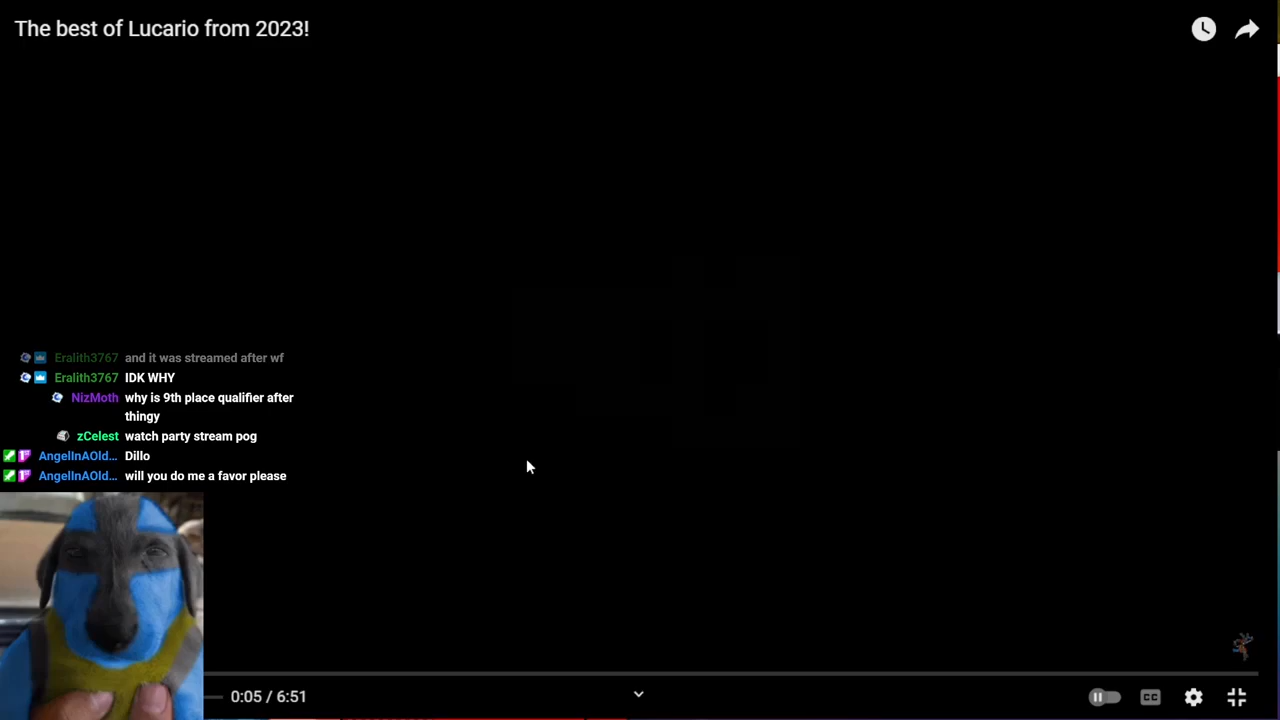 The best of Lucario from 2023!
Eralith3767 and it was streamed after wf
Eralith3767 IDK WHY
NizMoth why is 9th place qualifier after
thingy
zCelest watch party stream pog
AngelInAOld... Dillo
AngelInAOld... will you do me a favor please
0:05 / 6:51
CC